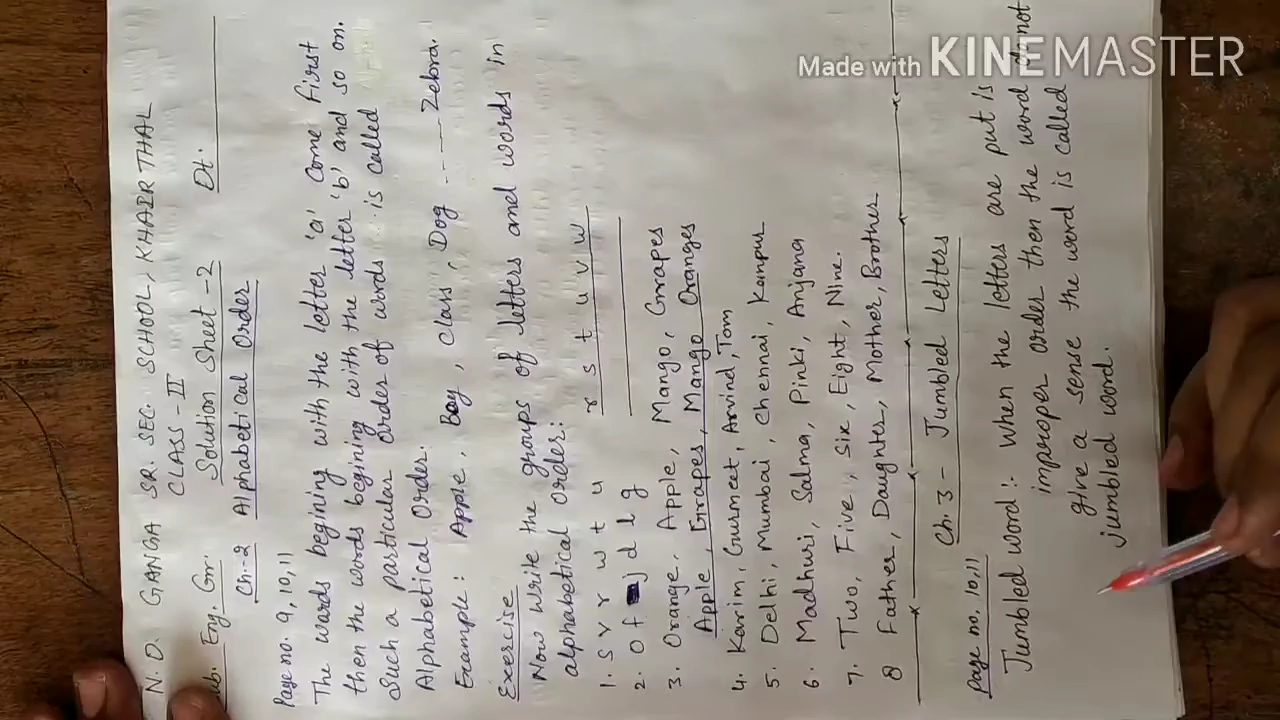 N. D. GANGA SR. SEC. SCHOOL, KHAIRTHAL
CLASS - II
Sub. Eng. Gr. Solution Sheet - 2 Dt.
Ch-2 Alphabetical Order
Page no. 9, 10, 11
The words begining with the letter 'a' come first
then the words begining with the letter 'b' and so on.
Such a particular order of words is called
Alphabetical Order.
Example: Apple, Boy, Class, Dog ----- Zebra.
Exercise
Now write the groups of letters and words in
alphabetical order:
1. s v r w t u r s t u v w
2. o f j d l g
3. Orange, Apple, Mango, Grapes
Apple, Grapes, Mango Oranges
4. Karim, Gurmeet, Arvind, Tom
5. Delhi, Mumbai, Chennai, Kanpur
6. Madhuri, Salma, Pinki, Anjana
7. Two, Five, Six, Eight, Nine.
8 Father, Daughter, Mother, Brother
Ch. 3 - Jumbled Letters
Page no. 10, 11
Jumbled word:. When the letters are put is
improper order then the word do not
give a sense the word is called
jumbled word.
Made with KINEMASTER